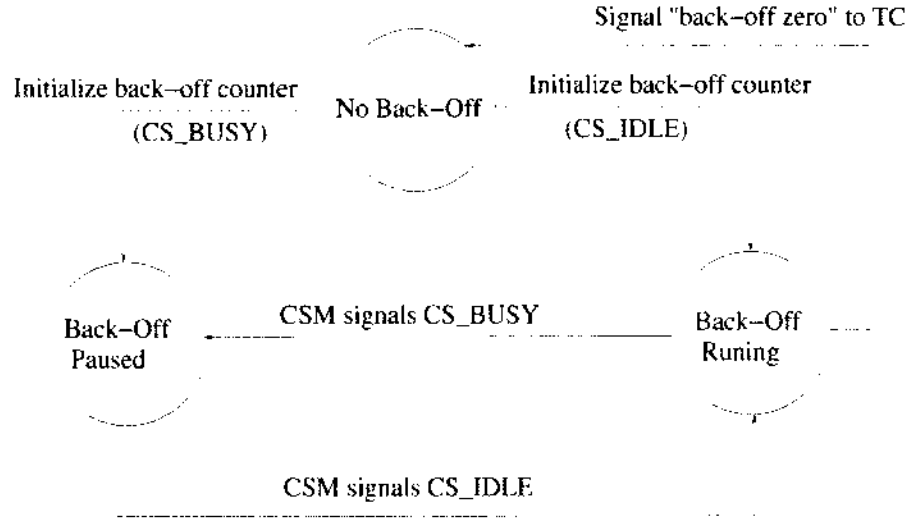 Signal "back–off zero" to TC
Initialize back–off counter
(CS_BUSY)
No Back–Off
Initialize back–off counter
(CS_IDLE)
Back–Off
Paused
CSM signals CS_BUSY
Back–Off
Runing
CSM signals CS_IDLE